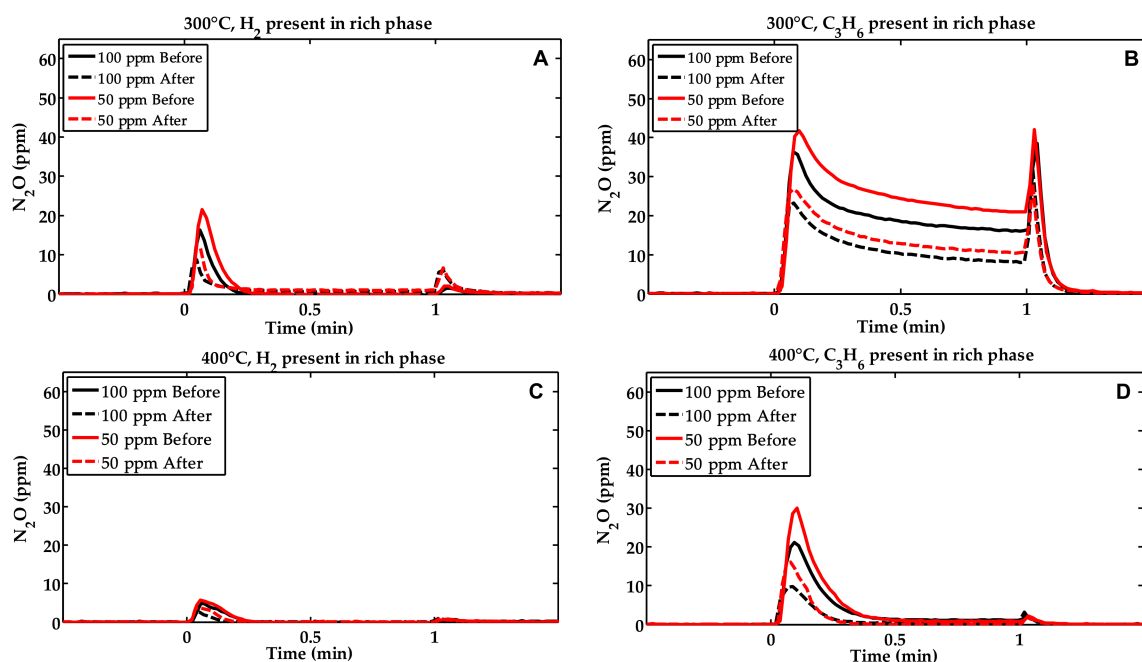 300°C, H2 present in rich phase
A
100 ppm Before
100 ppm After
50 ppm Before
50 ppm After
60
50
40
30
20
10
0
N2O (ppm)
0 0.5 1
Time (min)
300°C, C3H6 present in rich phase
B
100 ppm Before
100 ppm After
50 ppm Before
50 ppm After
60
50
40
30
20
10
0
N2O (ppm)
0 0.5 1
Time (min)
400°C, H2 present in rich phase
C
100 ppm Before
100 ppm After
50 ppm Before
50 ppm After
60
50
40
30
20
10
0
N2O (ppm)
0 0.5 1
Time (min)
400°C, C3H6 present in rich phase
D
100 ppm Before
100 ppm After
50 ppm Before
50 ppm After
60
50
40
30
20
10
0
N2O (ppm)
0 0.5 1
Time (min)